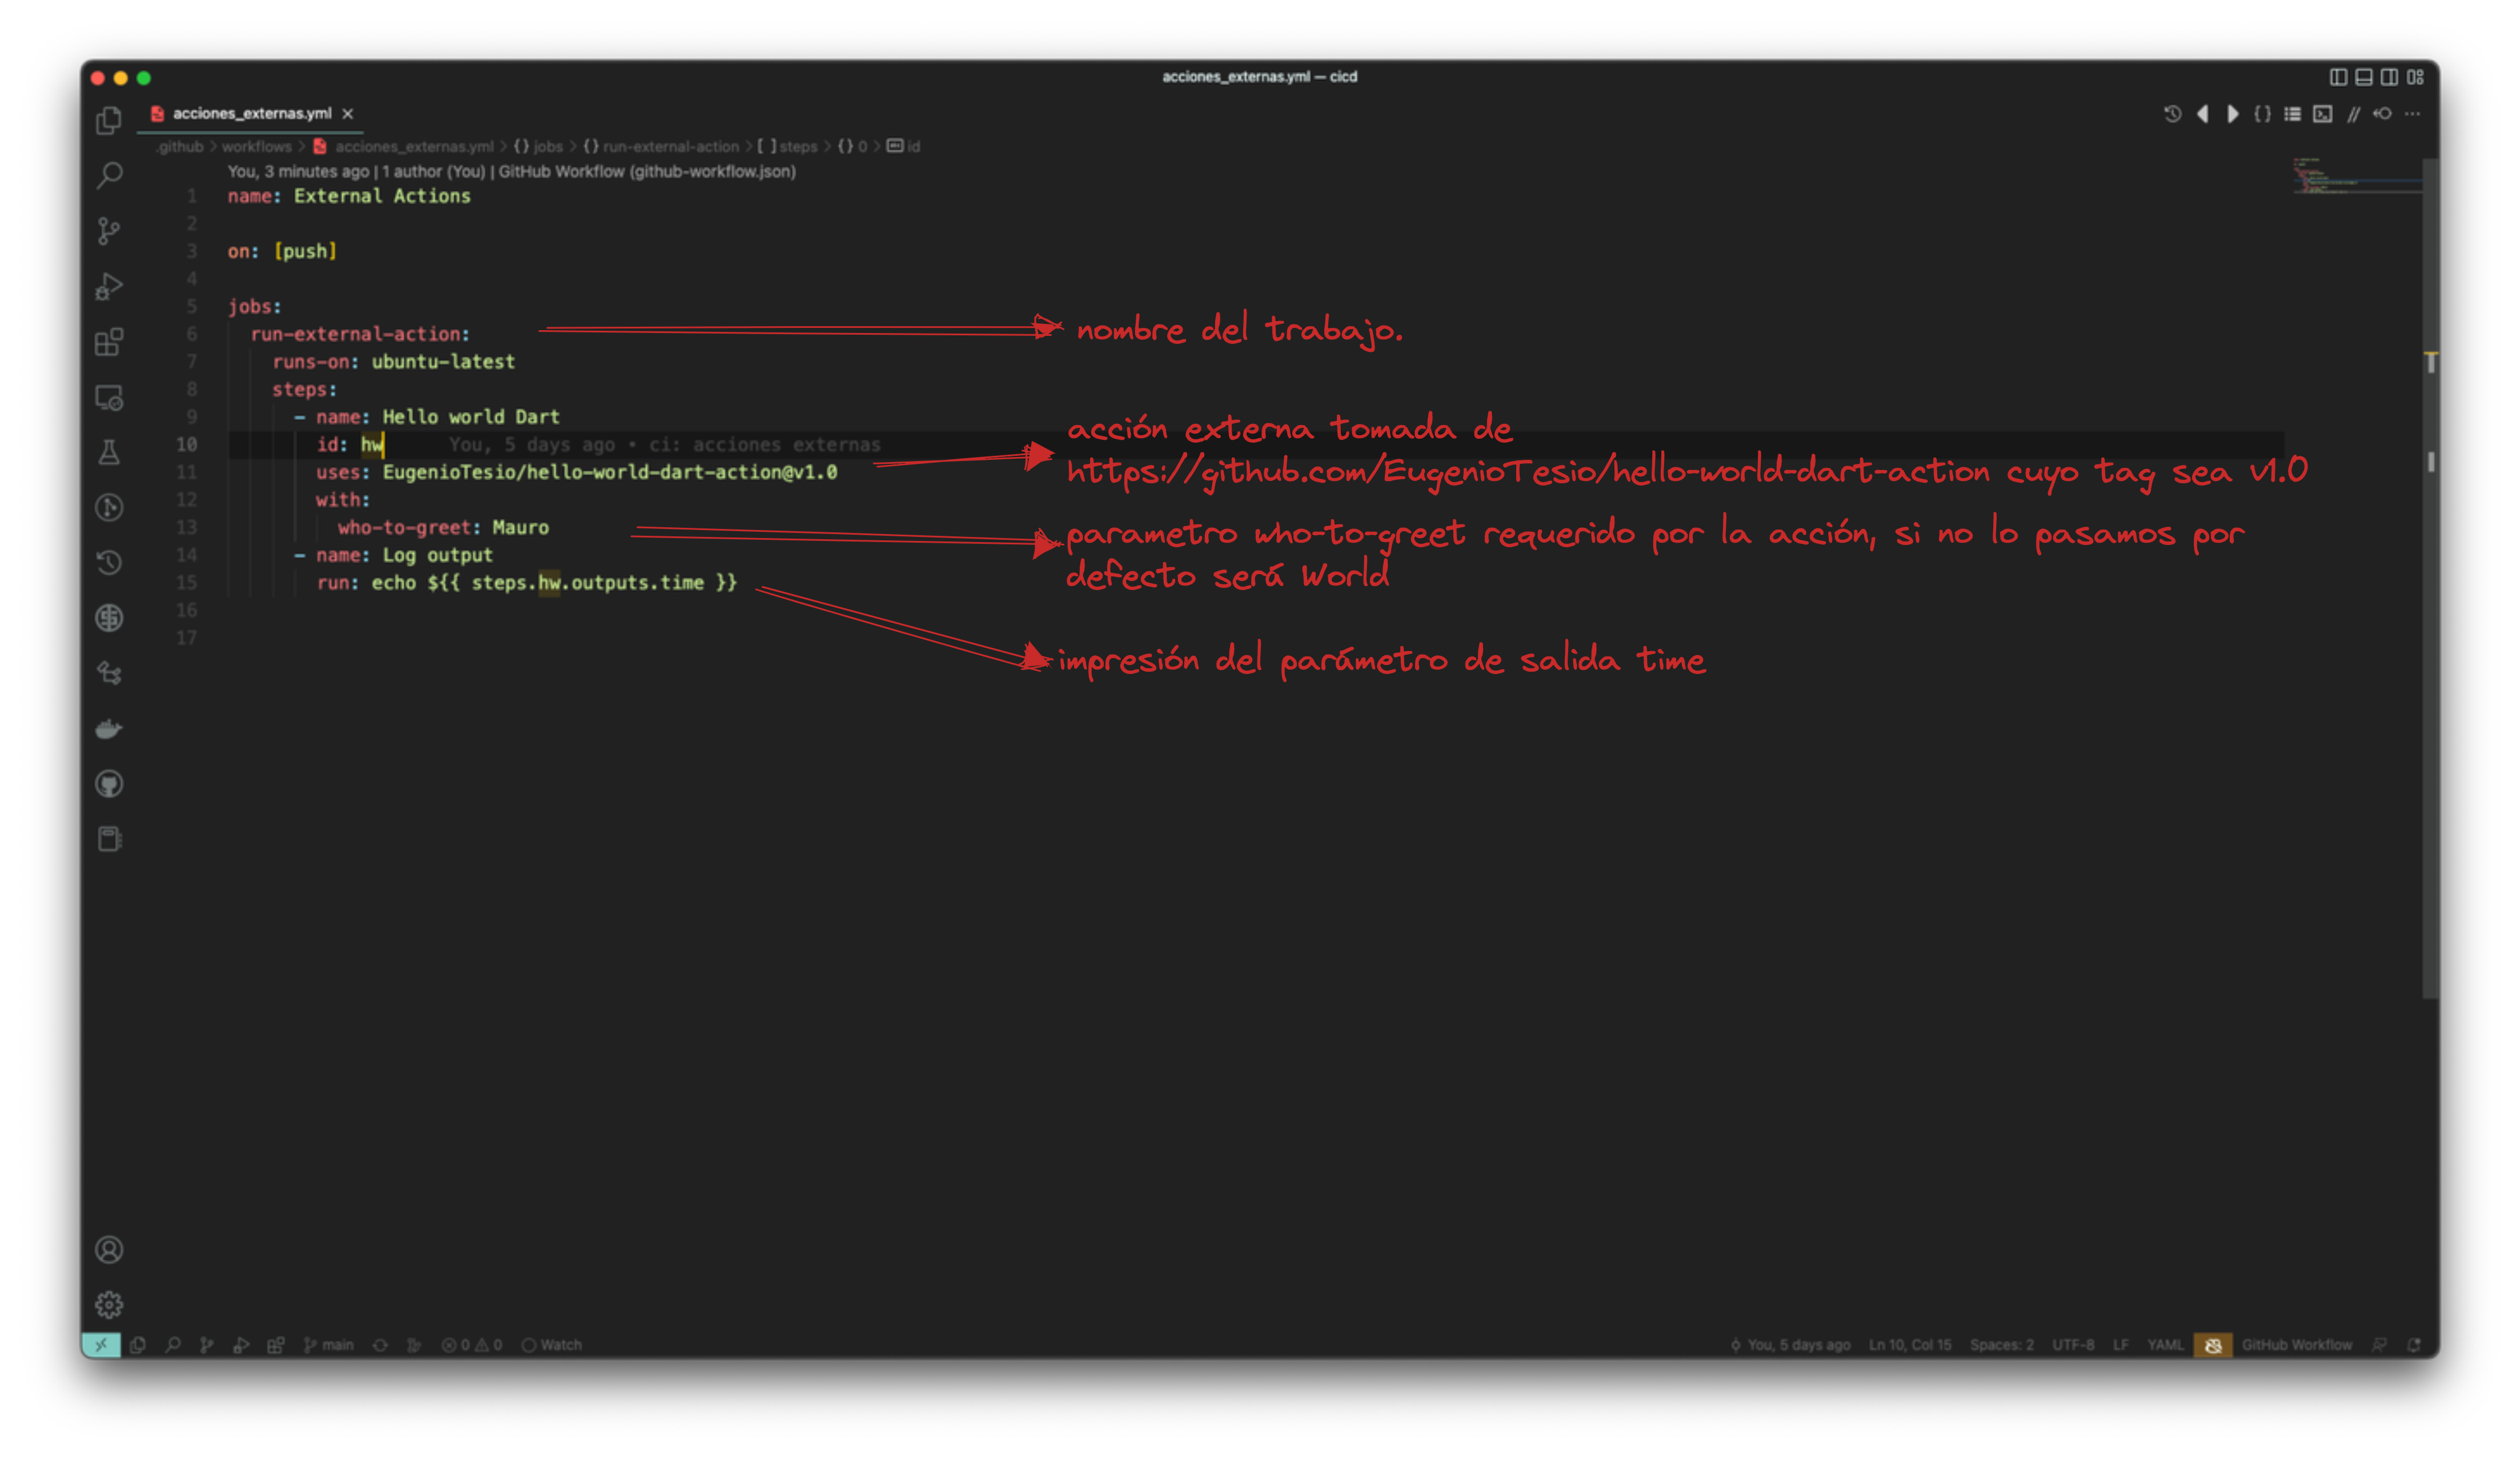 acciones_externas.yml — cicd
acciones_externas.yml
.github > workflows > acciones_externas.yml > {} jobs > {} run-external-action > [ ] steps > {} 0 > id
You, 3 minutes ago | 1 author (You) | GitHub Workflow (github-workflow.json)
1 name: External Actions
2
3 on: [push]
4
5 jobs:
6 run-external-action:
nombre del trabajo.
7 runs-on: ubuntu-latest
8 steps:
9 - name: Hello world Dart
10 id: hw You, 5 days ago • ci: acciones externas
11 uses: EugenioTesio/hello-world-dart-action@v1.0
acción externa tomada de
https://github.com/EugenioTesio/hello-world-dart-action cuyo tag sea v1.0
12 with:
13 who-to-greet: Mauro
parametro who-to-greet requerido por la acción, si no lo pasamos por
defecto será World
14 - name: Log output
15 run: echo ${{ steps.hw.outputs.time }}
impresión del parámetro de salida time
16
17
main 0 0 Watch You, 5 days ago Ln 10, Col 15 Spaces: 2 UTF-8 LF YAML GitHub Workflow